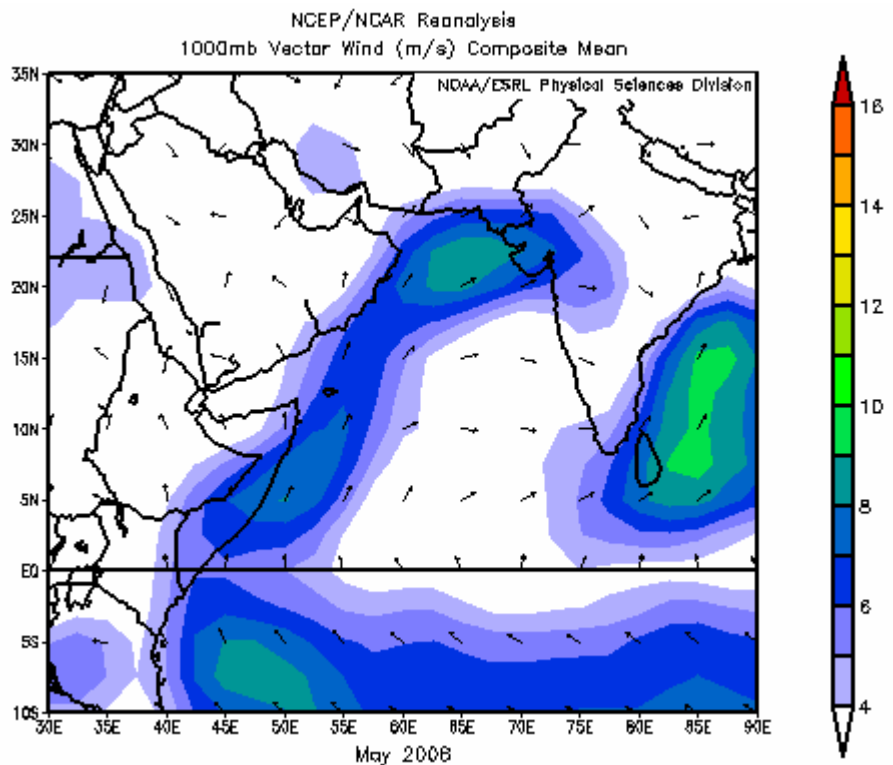 NCEP/NCAR Reanalysis
1000mb Vector Wind (m/s) Composite Mean
NOAA/ESRL Physical Sciences Division
35N
30N
25N
20N
15N
10N
5N
EQ
5S
10S
30E 35E 40E 45E 50E 55E 60E 65E 70E 75E 80E 85E 90E
May 2006
16
14
12
10
8
6
4